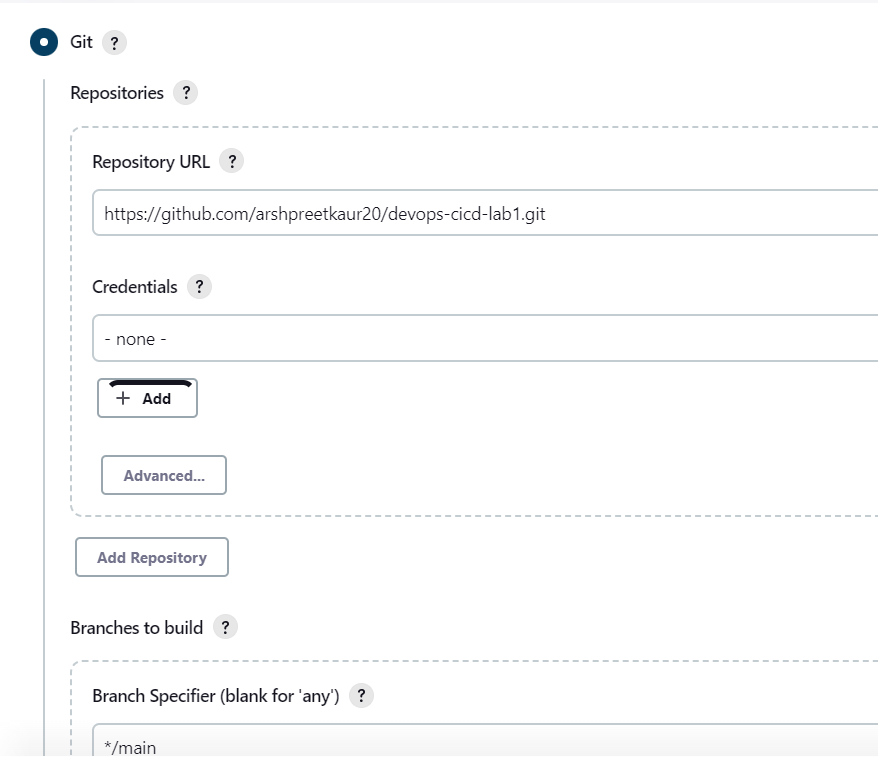 Git ?
Repositories ?
Repository URL ?
https://github.com/arshpreetkaur20/devops-cicd-lab1.git
Credentials ?
- none -
+ Add
Advanced...
Add Repository
Branches to build ?
Branch Specifier (blank for 'any') ?
*/main